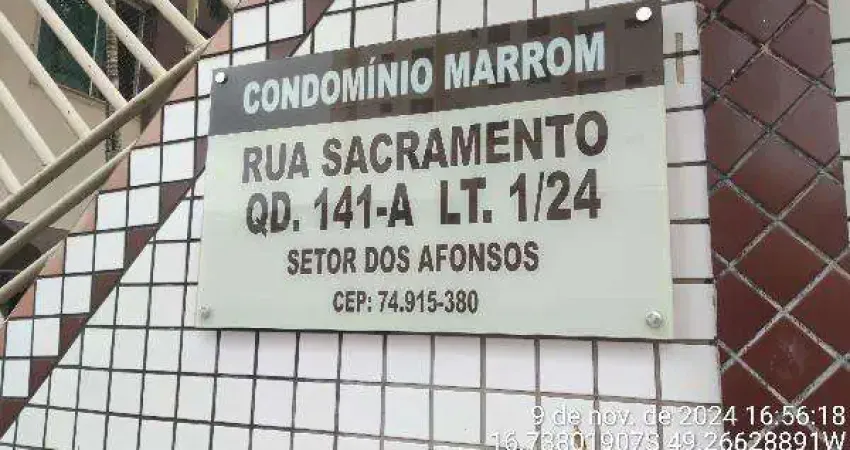 CONDOMÍNIO MARROM
RUA SACRAMENTO
QD. 141-A LT. 1/24
SETOR DOS AFONSOS
CEP: 74.915-380
9 de nov. de 2024 16:56:18
16.73801907S 49.26628891W